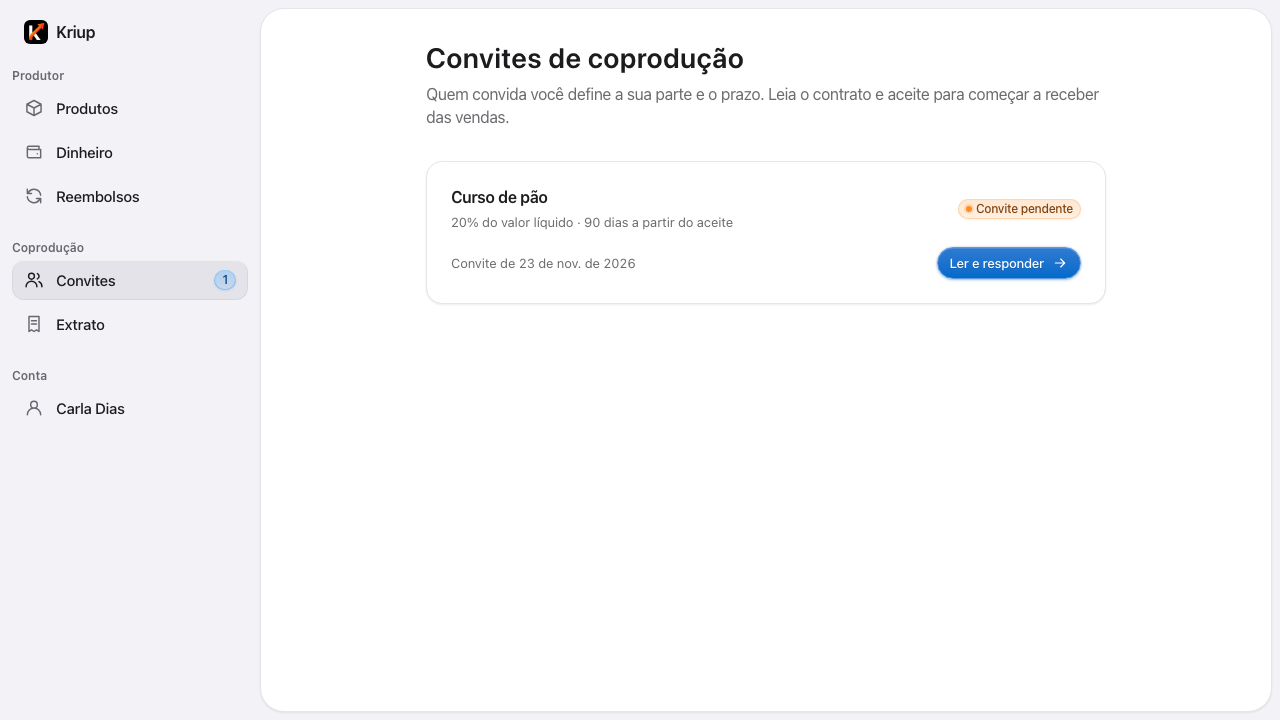 Kriup
Produtor
Produtos
Dinheiro
Reembolsos
Coprodução
Convites
1
Extrato
Conta
Carla Dias
Convites de coprodução
Quem convida você define a sua parte e o prazo. Leia o contrato e aceite para começar a receber
das vendas.
Curso de pão
20% do valor líquido · 90 dias a partir do aceite
Convite pendente
Convite de 23 de nov. de 2026
Ler e responder